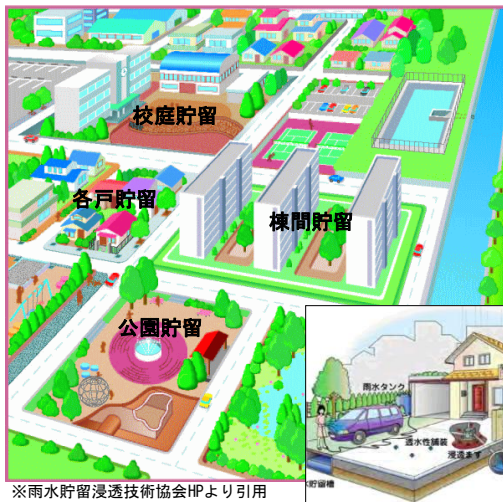 校庭貯留
各戸貯留
棟間貯留
公園貯留
雨水タンク
透水性舗装
浸透ます
貯留槽
※雨水貯留浸透技術協会HPより引用